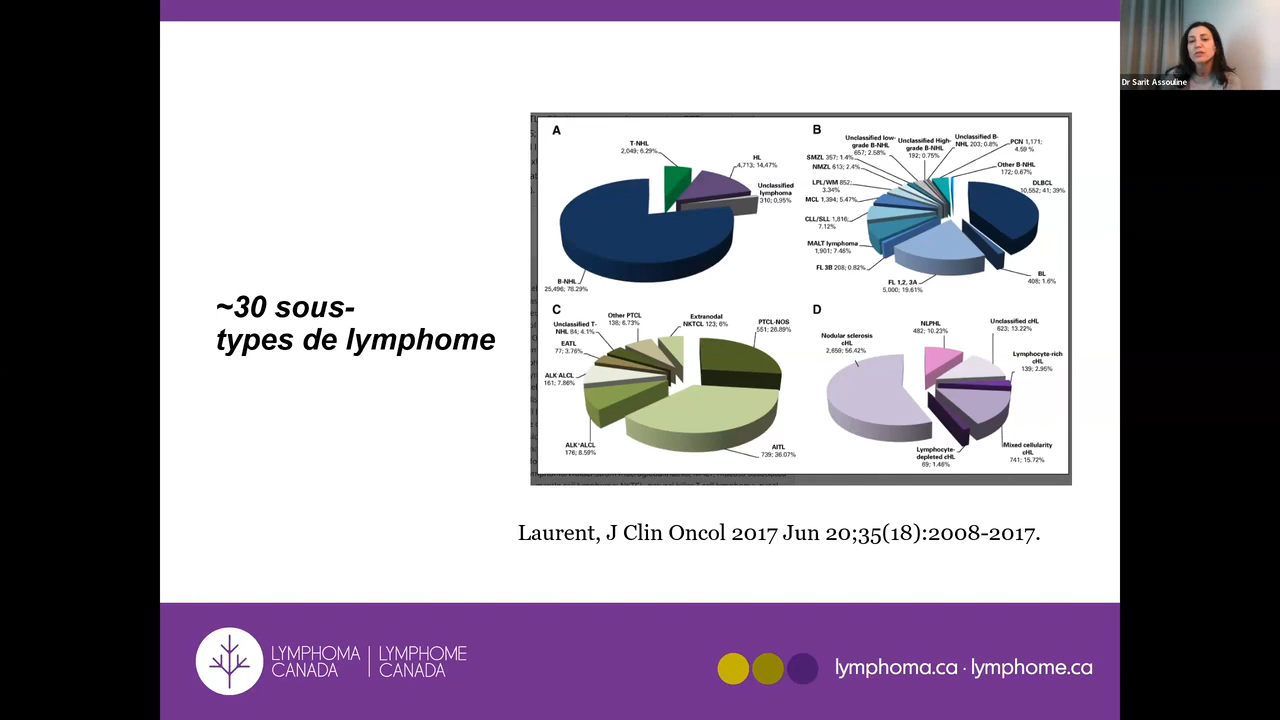 Dr Sarit Assouline
~30 sous-
types de lymphome
A
T-NHL
2,049; 6.29%
HL
4,713; 14.47%
Unclassified
lymphoma
310; 0.95%
B-NHL
25,496; 78.29%
B
Unclassified low-
grade B-NHL
657; 2.58%
Unclassified High-
grade B-NHL
192; 0.75%
Unclassified B-
NHL 203; 0.8%
PCN 1,171;
4.59 %
Other B-NHL
172; 0.67%
DLBCL
10,552; 41; 39%
BL
408; 1.6%
FL 1,2, 3A
5,000; 19.61%
FL 3B 208; 0.82%
MALT lymphoma
1,901; 7.46%
CLL/SLL 1,816;
7.12%
MCL 1,394; 5.47%
LPL/WM 852;
3.34%
NMZL 613; 2.4%
SMZL 357; 1.4%
C
Other PTCL
138; 6.73%
Extranodal
NKTCL 123; 6%
PTCL-NOS
551; 26.89%
AITL
739; 36.07%
ALK⁺ALCL
176; 8.59%
ALK⁻ALCL
161; 7.86%
EATL
77; 3.76%
Unclassified T-
NHL 84; 4.1%
D
Nodular sclerosis
cHL
2,659; 56.42%
NLPHL
482; 10.23%
Unclassified cHL
623; 13.22%
Lymphocyte-rich
cHL
139; 2.95%
Mixed cellularity
cHL
741; 15.72%
Lymphocyte-
depleted cHL
69; 1.46%
Laurent, J Clin Oncol 2017 Jun 20;35(18):2008-2017.
LYMPHOMA
CANADA
LYMPHOME
CANADA
lymphoma.ca · lymphome.ca